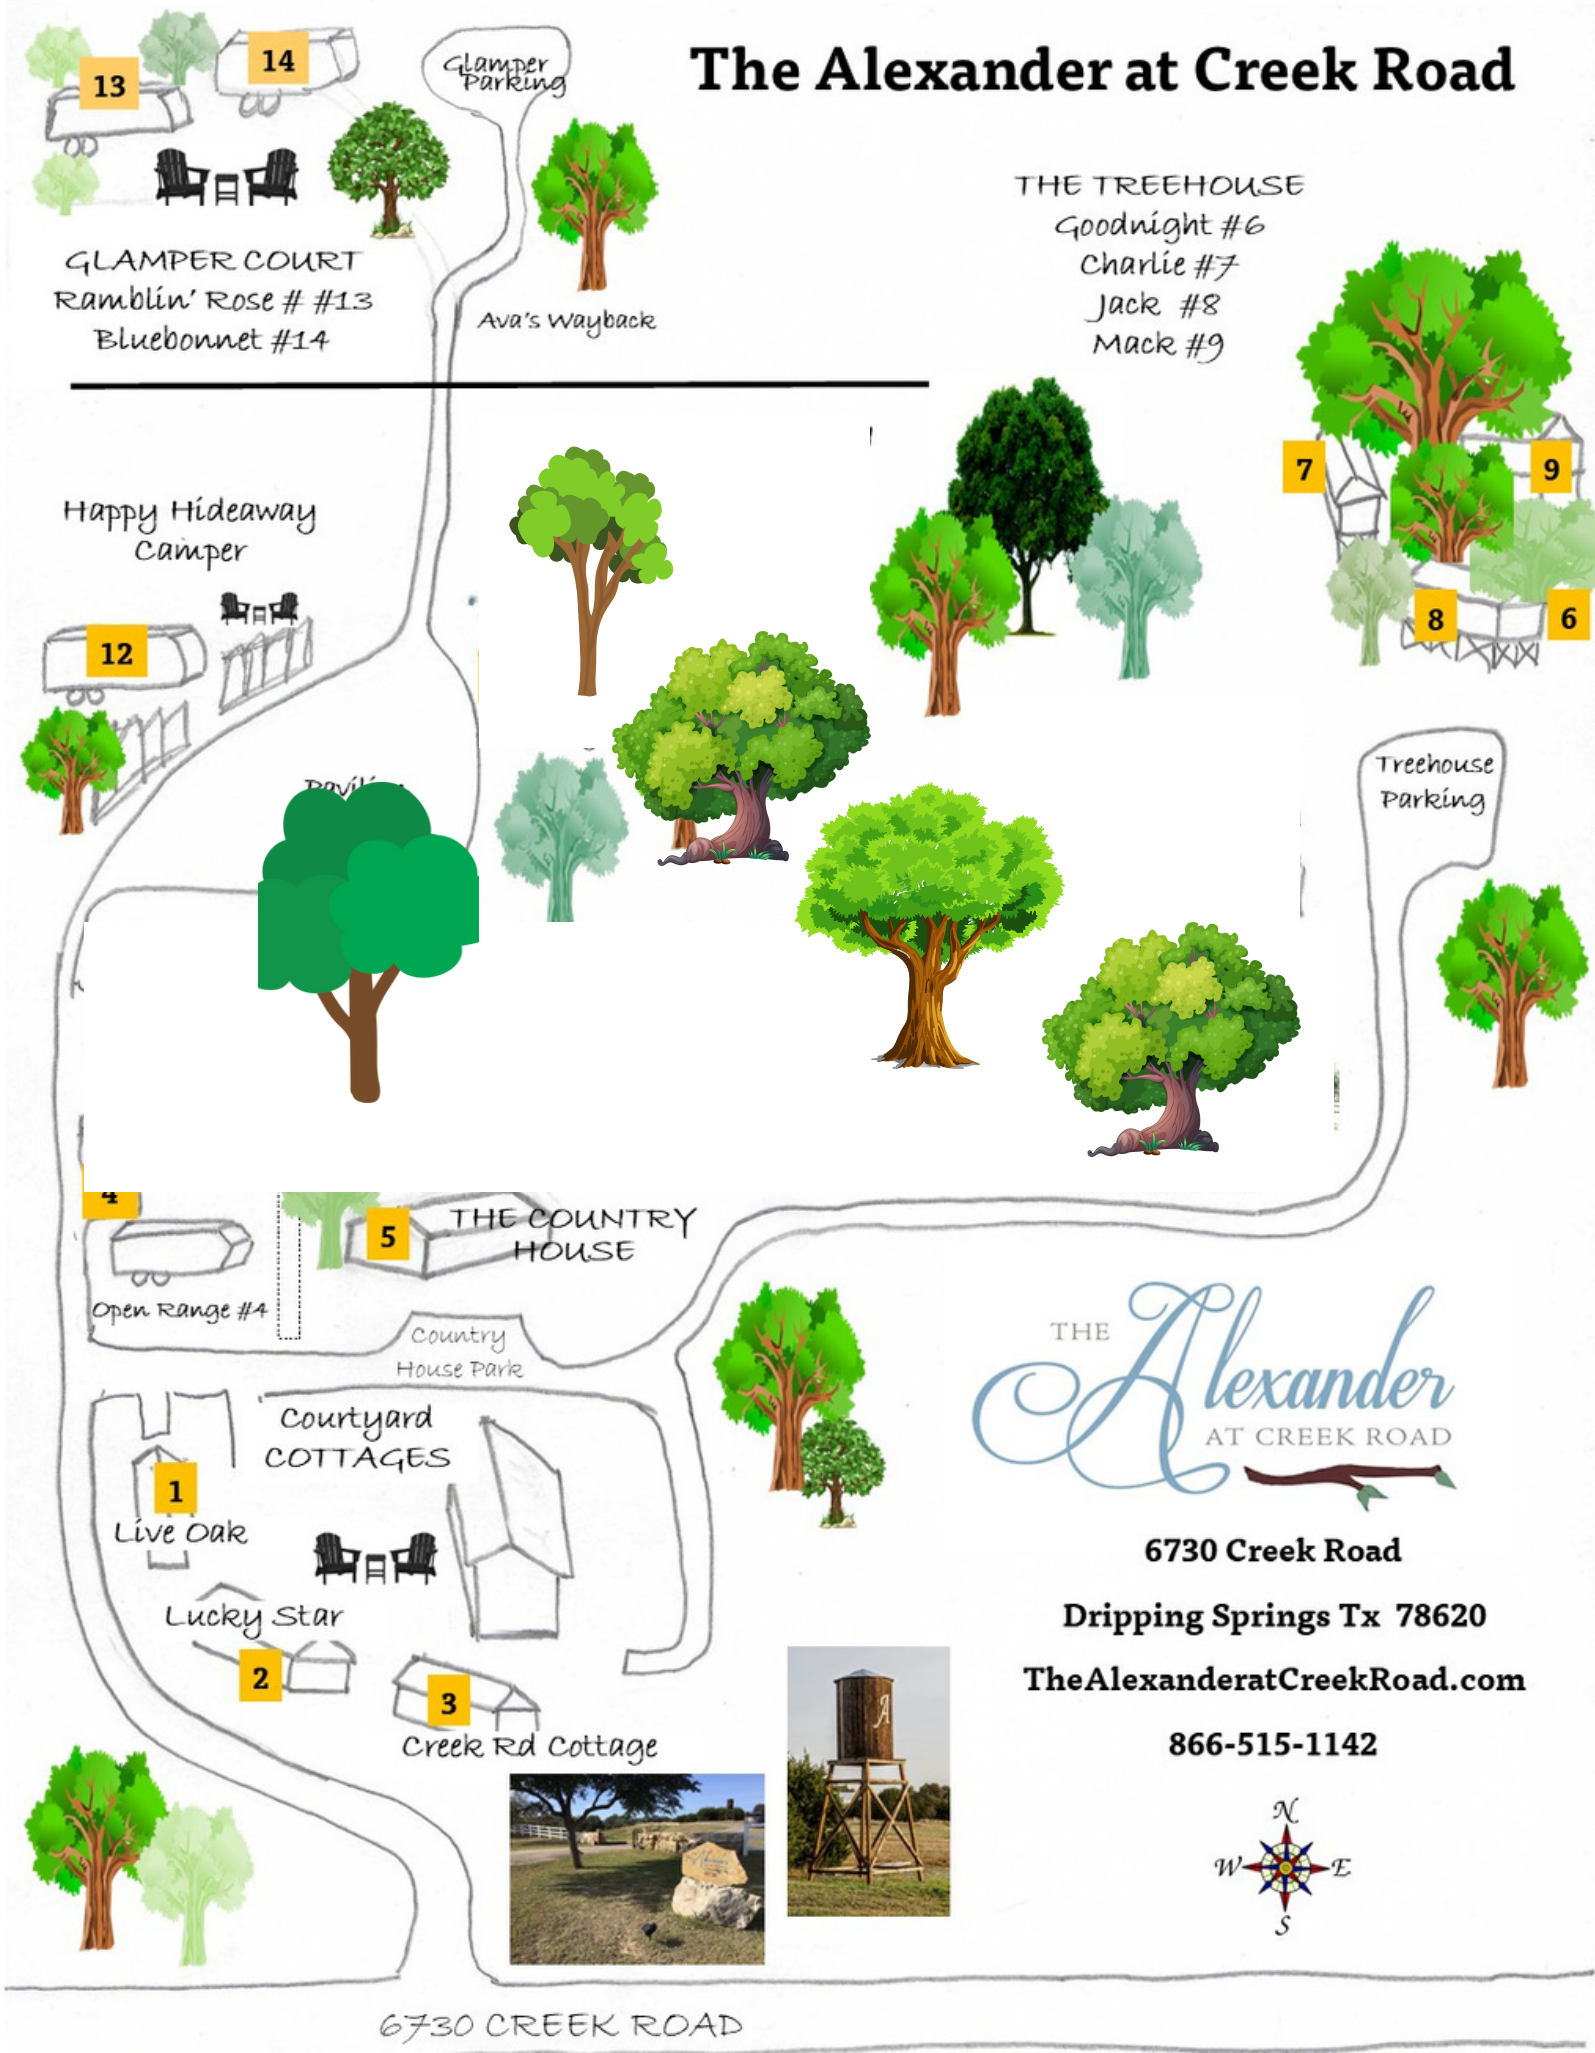 The Alexander at Creek Road
13
14
Glamper
Parking
GLAMPER COURT
Ramblin' Rose # #13
Bluebonnet #14
Ava's Wayback
THE TREEHOUSE
Goodnight #6
Charlie #7
Jack #8
Mack #9
7
9
8
6
Happy Hideaway
Camper
12
Treehouse
Parking
4
5
THE COUNTRY
HOUSE
Open Range #4
Country
House Park
Courtyard
COTTAGES
1
Live Oak
Lucky Star
2
3
Creek Rd Cottage
THE
Alexander
AT CREEK ROAD
6730 Creek Road
Dripping Springs Tx 78620
TheAlexanderatCreekRoad.com
866-515-1142
N
W E
S
A
6730 CREEK ROAD